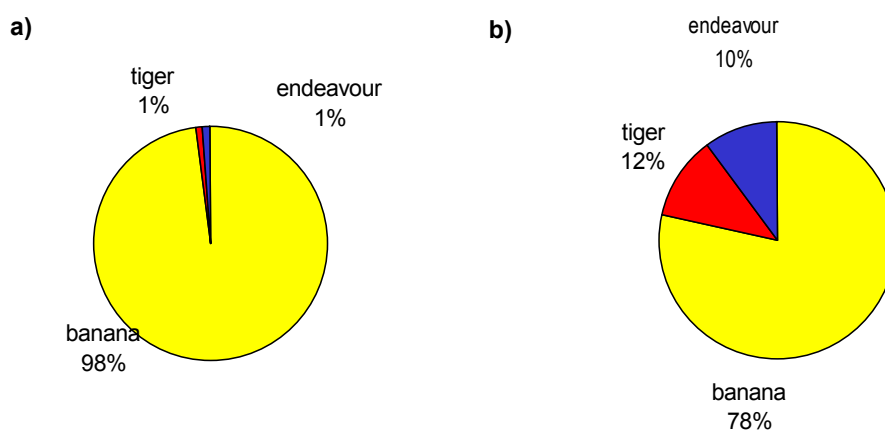 a)
tiger
1%
endeavour
1%
banana
98%
b)
endeavour
10%
tiger
12%
banana
78%